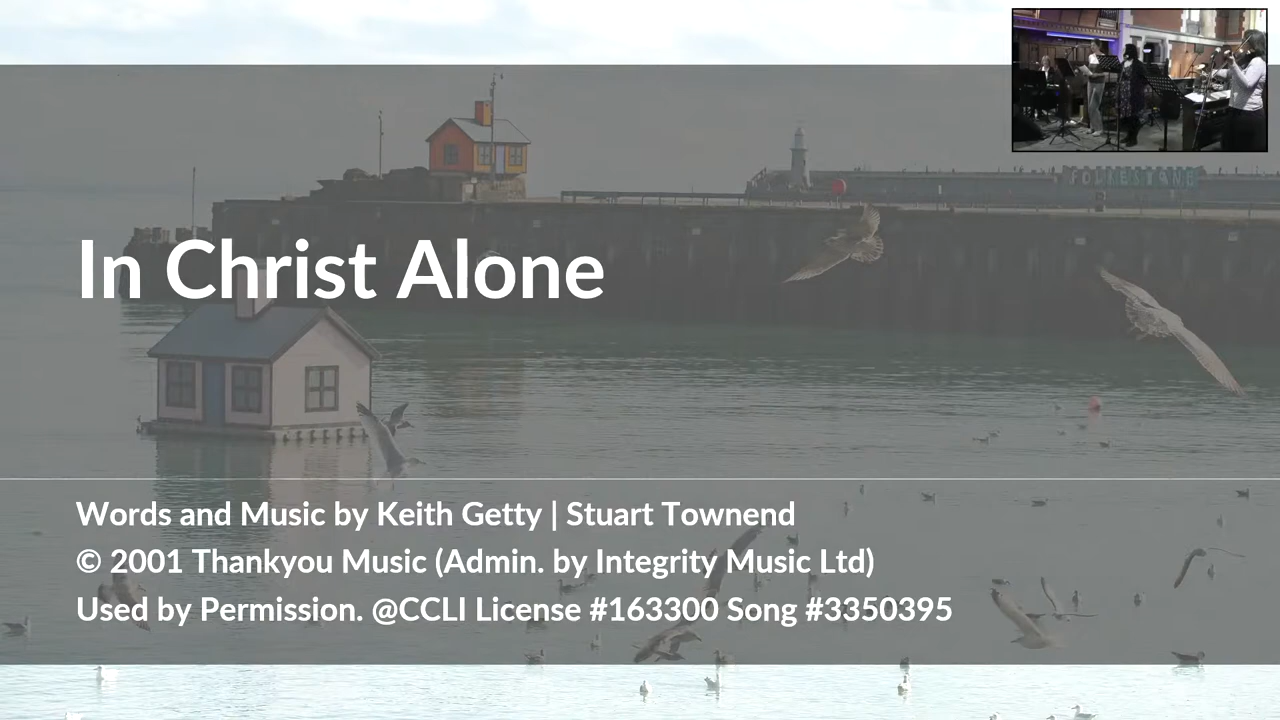 FOLKESTONE
In Christ Alone
Words and Music by Keith Getty | Stuart Townend
© 2001 Thankyou Music (Admin. by Integrity Music Ltd)
Used by Permission. @CCLI License #163300 Song #3350395